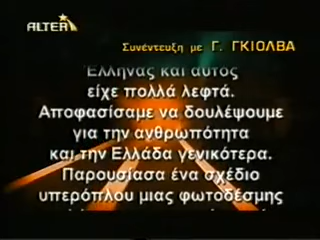 ALTER
Συνέντευξη με Γ. ΓΚΙΟΛΒΑ
Έλληνας και αυτός
είχε πολλά λεφτά.
Αποφασίσαμε να δουλέψουμε
για την ανθρωπότητα
και την Ελλάδα γενικότερα.
Παρουσίασα ένα σχέδιο
υπερόπλου μιας φωτοδέσμης